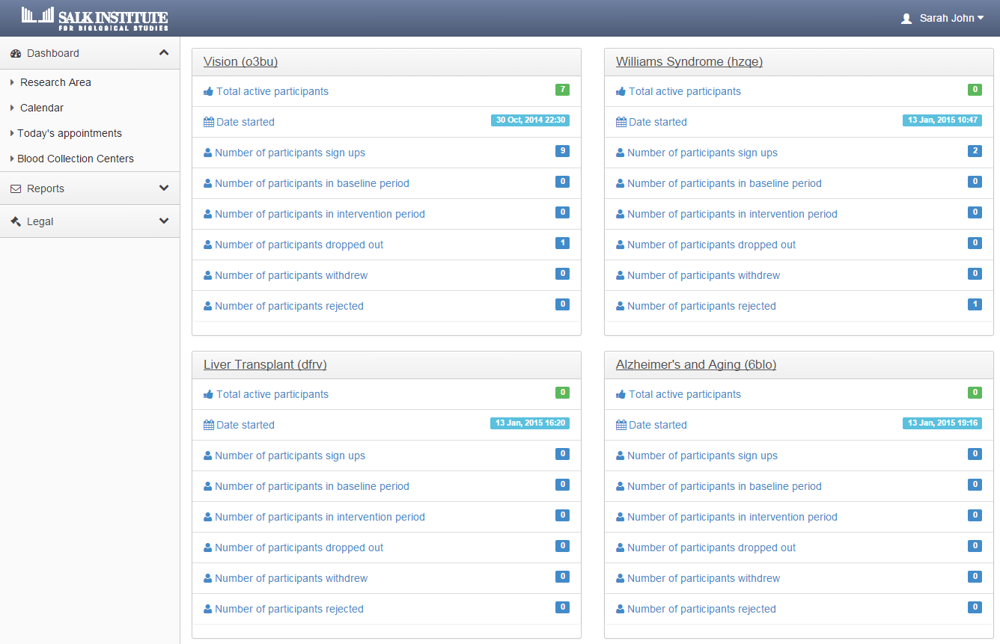 SALK INSTITUTE
FOR BIOLOGICAL STUDIES
Sarah John
Dashboard
Research Area
Calendar
Today's appointments
Blood Collection Centers
Reports
Legal
Vision (o3bu)
Total active participants 7
Date started 30 Oct, 2014 22:30
Number of participants sign ups 9
Number of participants in baseline period 0
Number of participants in intervention period 0
Number of participants dropped out 1
Number of participants withdrew 0
Number of participants rejected 0
Williams Syndrome (hzqe)
Total active participants 0
Date started 13 Jan, 2015 10:47
Number of participants sign ups 2
Number of participants in baseline period 0
Number of participants in intervention period 0
Number of participants dropped out 0
Number of participants withdrew 0
Number of participants rejected 1
Liver Transplant (dfrv)
Total active participants 0
Date started 13 Jan, 2015 16:20
Number of participants sign ups 0
Number of participants in baseline period 0
Number of participants in intervention period 0
Number of participants dropped out 0
Number of participants withdrew 0
Number of participants rejected 0
Alzheimer's and Aging (6blo)
Total active participants 0
Date started 13 Jan, 2015 19:16
Number of participants sign ups 0
Number of participants in baseline period 0
Number of participants in intervention period 0
Number of participants dropped out 0
Number of participants withdrew 0
Number of participants rejected 0